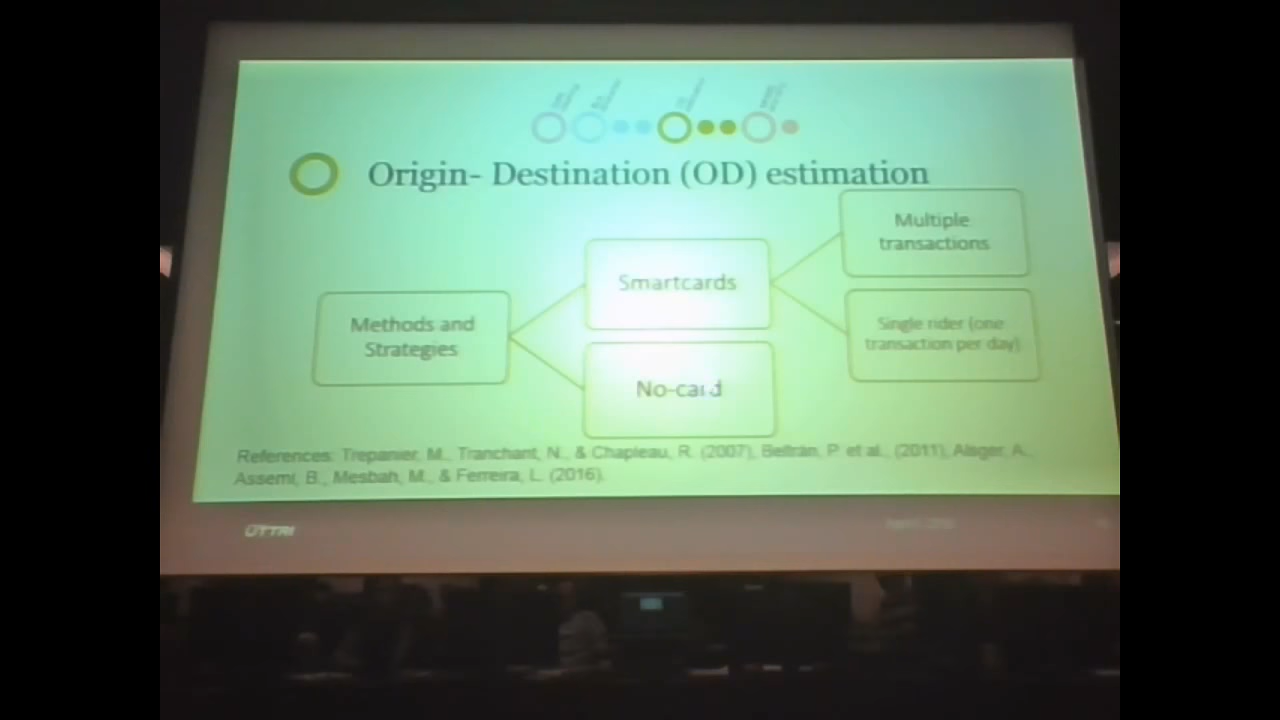 Origin- Destination (OD) estimation
Multiple
transactions
Smartcards
Single rider (one
transaction per day)
Methods and
Strategies
No-card
References: Trepanier, M., Tranchant, N., & Chapleau, R. (2007), Beltrán, P. et al., (2011), Alsger, A.,
Assemi, B., Mesbah, M., & Ferreira, L. (2016).
UTTRI